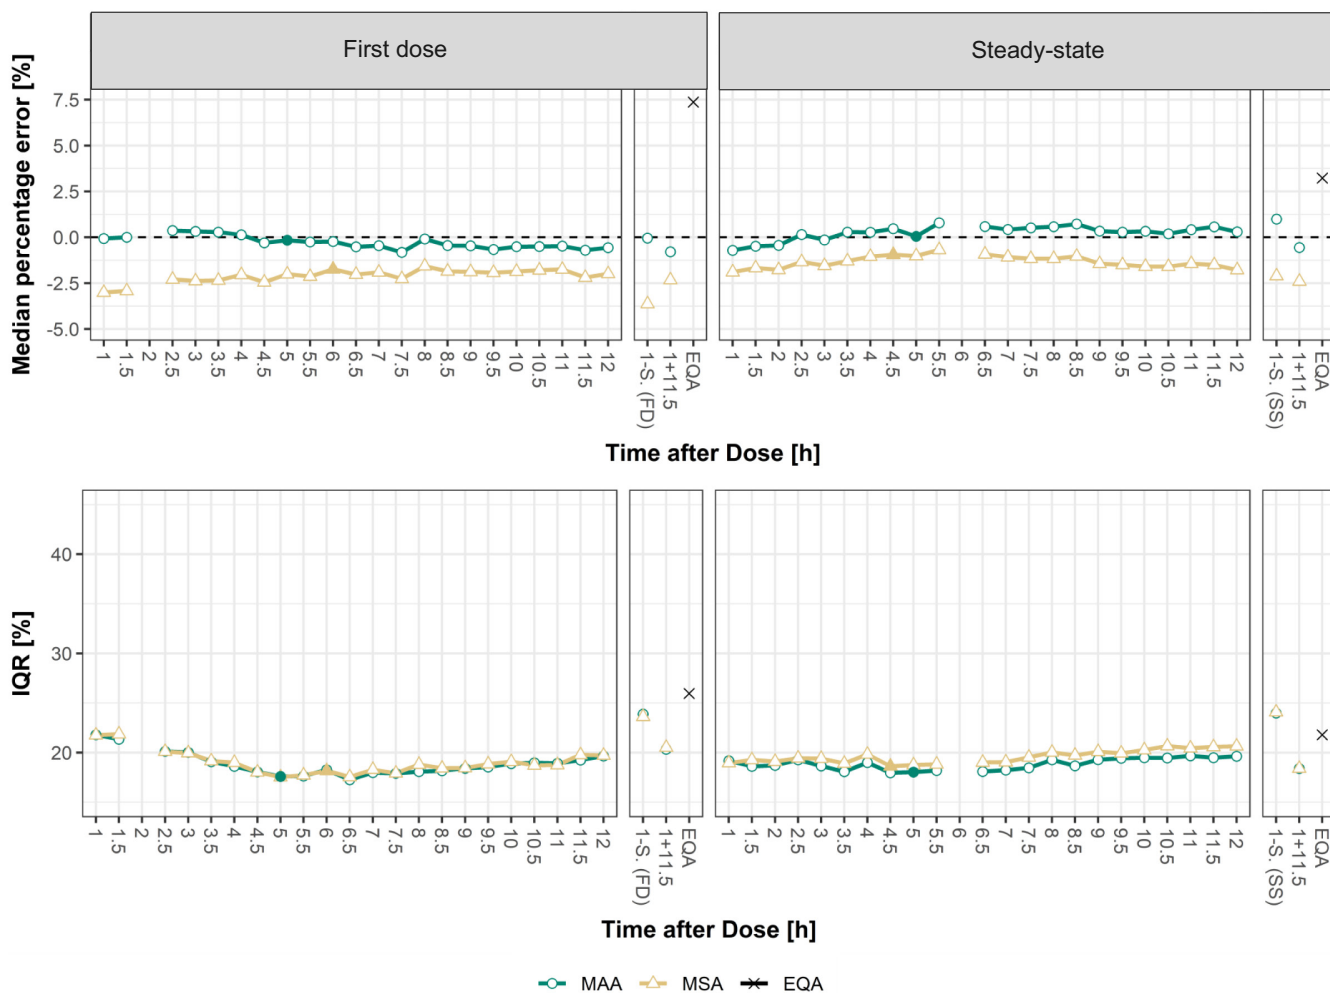 First dose
Steady-state
Median percentage error [%]
7.5
5.0
2.5
0.0
-2.5
-5.0
1 1.5 2 2.5 3 3.5 4 4.5 5 5.5 6 6.5 7 7.5 8 8.5 9 9.5 10 10.5 11 11.5 12
1-S. (FD) 1+11.5 EQA
1 1.5 2 2.5 3 3.5 4 4.5 5 5.5 6 6.5 7 7.5 8 8.5 9 9.5 10 10.5 11 11.5 12
1-S. (SS) 1+11.5 EQA
Time after Dose [h]
IQR [%]
40
30
20
1 1.5 2 2.5 3 3.5 4 4.5 5 5.5 6 6.5 7 7.5 8 8.5 9 9.5 10 10.5 11 11.5 12
1-S. (FD) 1+11.5 EQA
1 1.5 2 2.5 3 3.5 4 4.5 5 5.5 6 6.5 7 7.5 8 8.5 9 9.5 10 10.5 11 11.5 12
1-S. (SS) 1+11.5 EQA
Time after Dose [h]
MAA MSA EQA